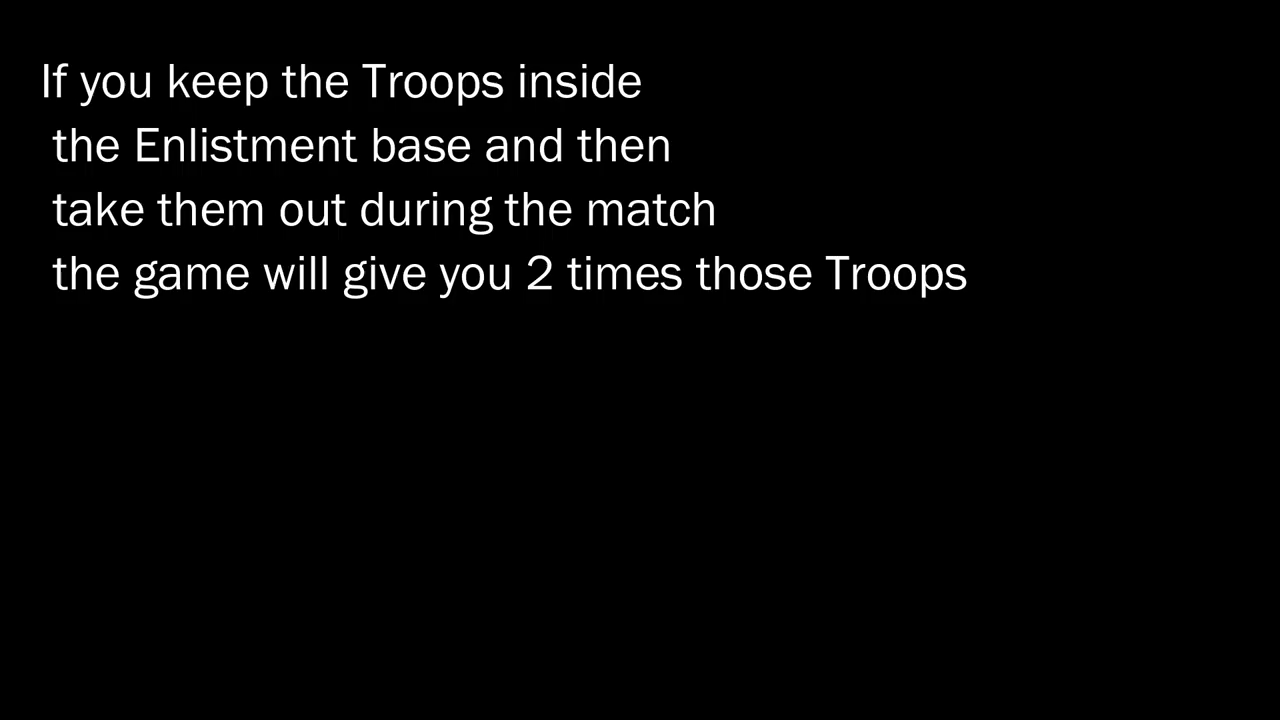 If you keep the Troops inside
the Enlistment base and then
take them out during the match
the game will give you 2 times those Troops